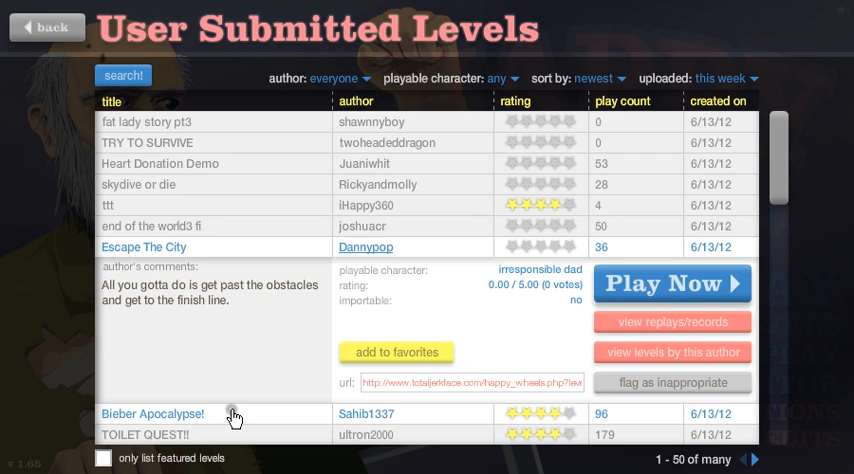 back
User Submitted Levels
search!
author: everyone playable character: any sort by: newest uploaded: this week
title author rating play count created on
fat lady story pt3 shawnnyboy 0 6/13/12
TRY TO SURVIVE twoheadeddragon 0 6/13/12
Heart Donation Demo Juaniwhit 53 6/13/12
skydive or die Rickyandmolly 28 6/13/12
ttt iHappy360 4 6/13/12
end of the world3 fi joshuacr 50 6/13/12
Escape The City Dannypop 36 6/13/12
author's comments:
All you gotta do is get past the obstacles
and get to the finish line.
playable character: irresponsible dad
rating: 0.00 / 5.00 (0 votes)
importable: no
add to favorites
url: http://www.totaljerkface.com/happy_wheels.php?leve
Play Now
view replays/records
view levels by this author
flag as inappropriate
Bieber Apocalypse! Sahib1337 96 6/13/12
TOILET QUEST!! ultron2000 179 6/13/12
only list featured levels
1 - 50 of many
v 1.65